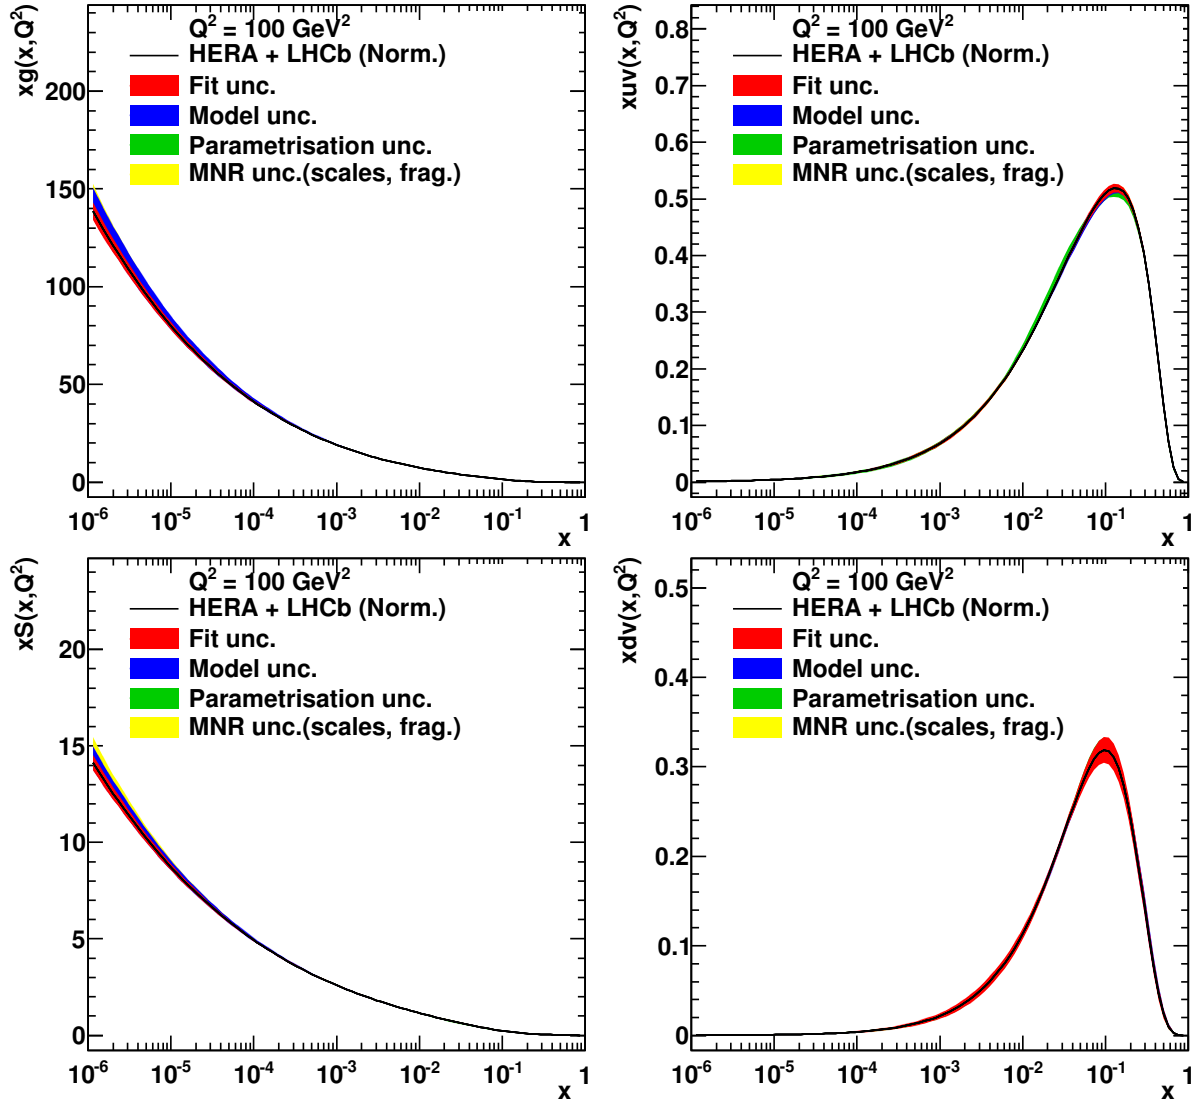 xg(x,Q²)
Q² = 100 GeV²
HERA + LHCb (Norm.)
Fit unc.
Model unc.
Parametrisation unc.
MNR unc.(scales, frag.)
200
150
100
50
0
10⁻⁶ 10⁻⁵ 10⁻⁴ 10⁻³ 10⁻² 10⁻¹ 1
x
xuv(x,Q²)
Q² = 100 GeV²
HERA + LHCb (Norm.)
Fit unc.
Model unc.
Parametrisation unc.
MNR unc.(scales, frag.)
0.8
0.7
0.6
0.5
0.4
0.3
0.2
0.1
0
10⁻⁶ 10⁻⁵ 10⁻⁴ 10⁻³ 10⁻² 10⁻¹ 1
x
xS(x,Q²)
Q² = 100 GeV²
HERA + LHCb (Norm.)
Fit unc.
Model unc.
Parametrisation unc.
MNR unc.(scales, frag.)
20
15
10
5
0
10⁻⁶ 10⁻⁵ 10⁻⁴ 10⁻³ 10⁻² 10⁻¹ 1
x
xdv(x,Q²)
Q² = 100 GeV²
HERA + LHCb (Norm.)
Fit unc.
Model unc.
Parametrisation unc.
MNR unc.(scales, frag.)
0.5
0.4
0.3
0.2
0.1
0
10⁻⁶ 10⁻⁵ 10⁻⁴ 10⁻³ 10⁻² 10⁻¹ 1
x